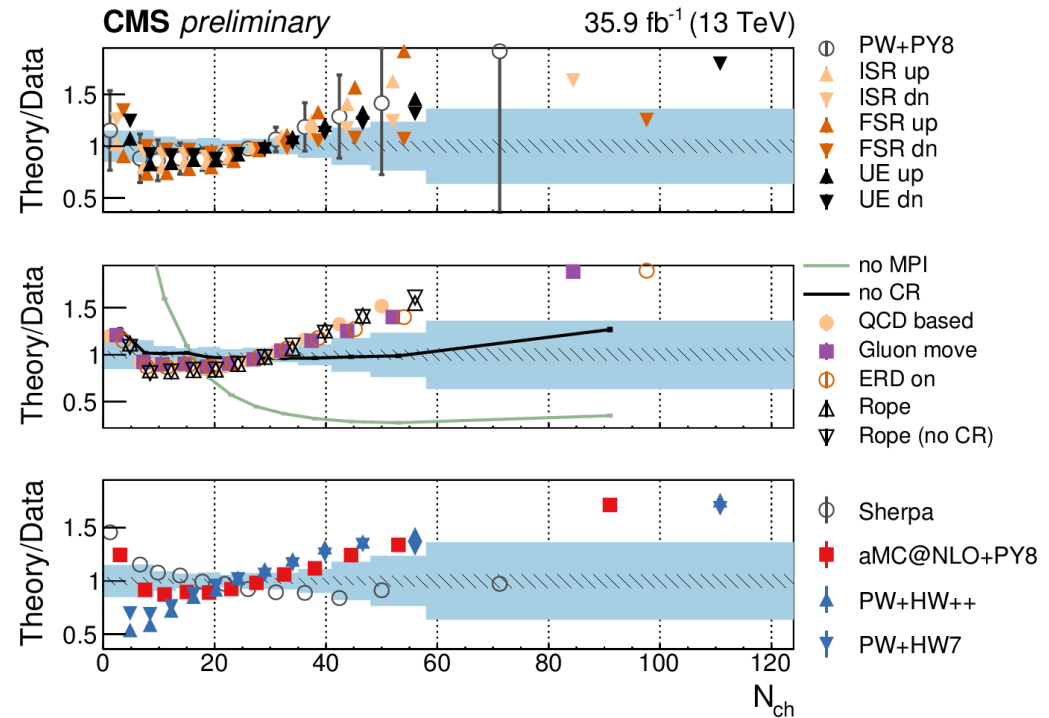 CMS preliminary
35.9 fb⁻¹ (13 TeV)
Theory/Data
1.5
1
0.5
PW+PY8
ISR up
ISR dn
FSR up
FSR dn
UE up
UE dn
Theory/Data
1.5
1
0.5
no MPI
no CR
QCD based
Gluon move
ERD on
Rope
Rope (no CR)
Theory/Data
1.5
1
0.5
Sherpa
aMC@NLO+PY8
PW+HW++
PW+HW7
0 20 40 60 80 100 120
N_ch